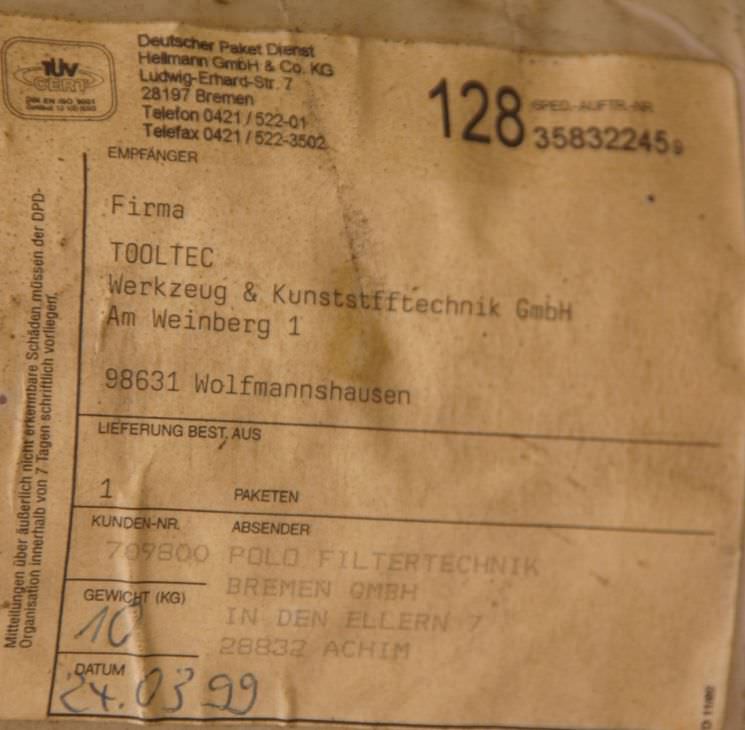 TÜV
CERT
DIN EN ISO 9001
Deutscher Paket Dienst
Hellmann GmbH & Co. KG
Ludwig-Erhard-Str. 7
28197 Bremen
Telefon 0421 / 522-01
Telefax 0421 / 522-3502
128
SPED.-AUFTR.-NR.
358322459
EMPFÄNGER
Firma
TOOLTEC
Werkzeug & Kunststfftechnik GmbH
Am Weinberg 1
98631 Wolfmannshausen
LIEFERUNG BEST. AUS
1 PAKETEN
KUNDEN-NR. ABSENDER
709800 POLO FILTERTECHNIK
BREMEN GMBH
GEWICHT (KG)
10
IN DEN ELLERN 7
28832 ACHIM
DATUM
24.03.99
Mitteilungen über äußerlich nicht erkennbare Schäden müssen der DPD-
Organisation innerhalb von 7 Tagen schriftlich vorliegen.